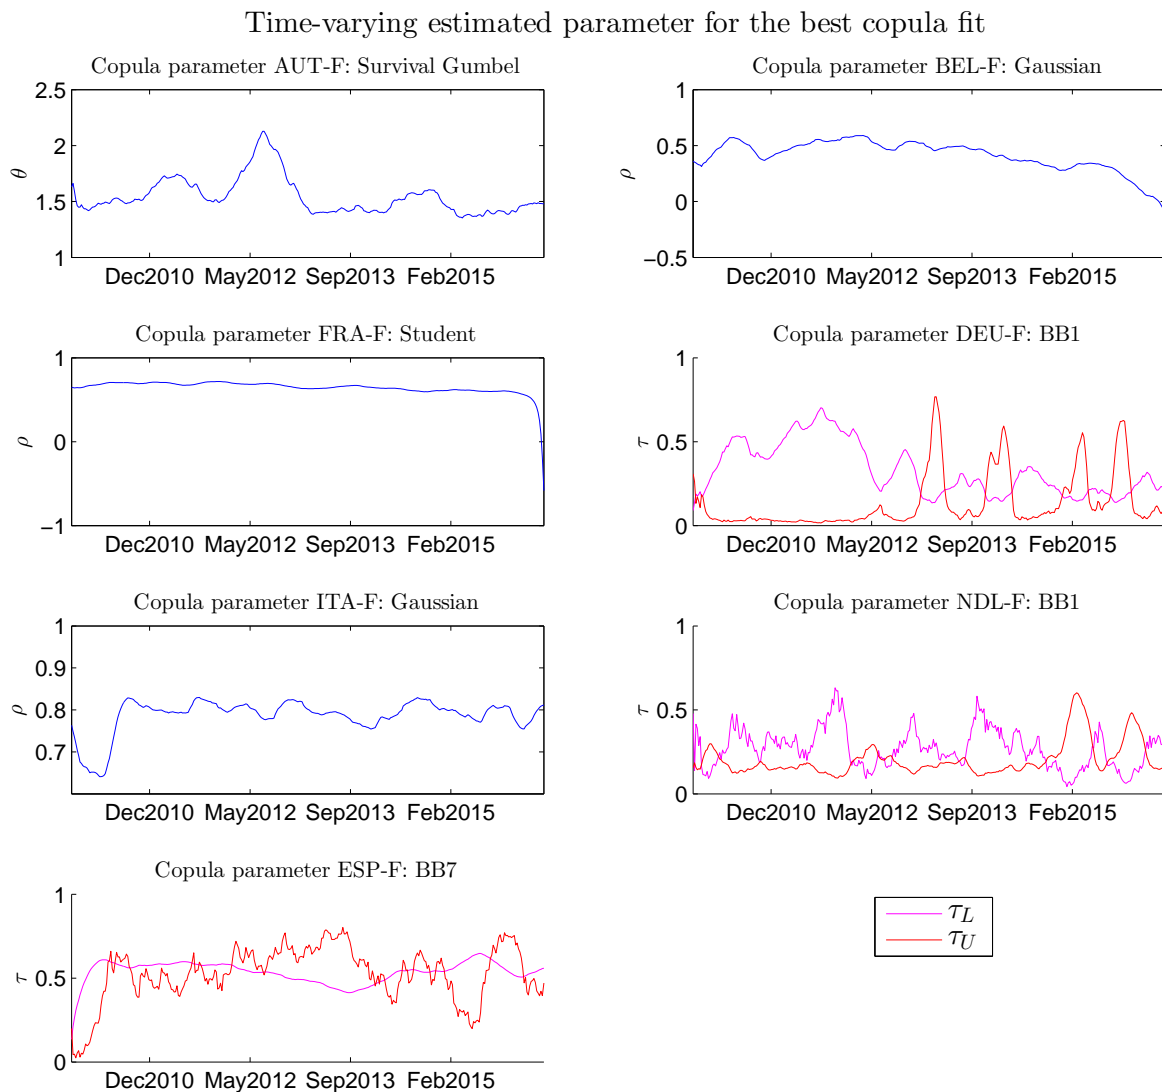 Time-varying estimated parameter for the best copula fit
Copula parameter AUT-F: Survival Gumbel
2.5
2
1.5
1
θ
Dec2010 May2012 Sep2013 Feb2015
Copula parameter BEL-F: Gaussian
1
0.5
0
−0.5
ρ
Dec2010 May2012 Sep2013 Feb2015
Copula parameter FRA-F: Student
1
0
−1
ρ
Dec2010 May2012 Sep2013 Feb2015
Copula parameter DEU-F: BB1
1
0.5
0
τ
Dec2010 May2012 Sep2013 Feb2015
Copula parameter ITA-F: Gaussian
1
0.9
0.8
0.7
ρ
Dec2010 May2012 Sep2013 Feb2015
Copula parameter NDL-F: BB1
1
0.5
0
τ
Dec2010 May2012 Sep2013 Feb2015
Copula parameter ESP-F: BB7
1
0.5
0
τ
Dec2010 May2012 Sep2013 Feb2015
τL
τU